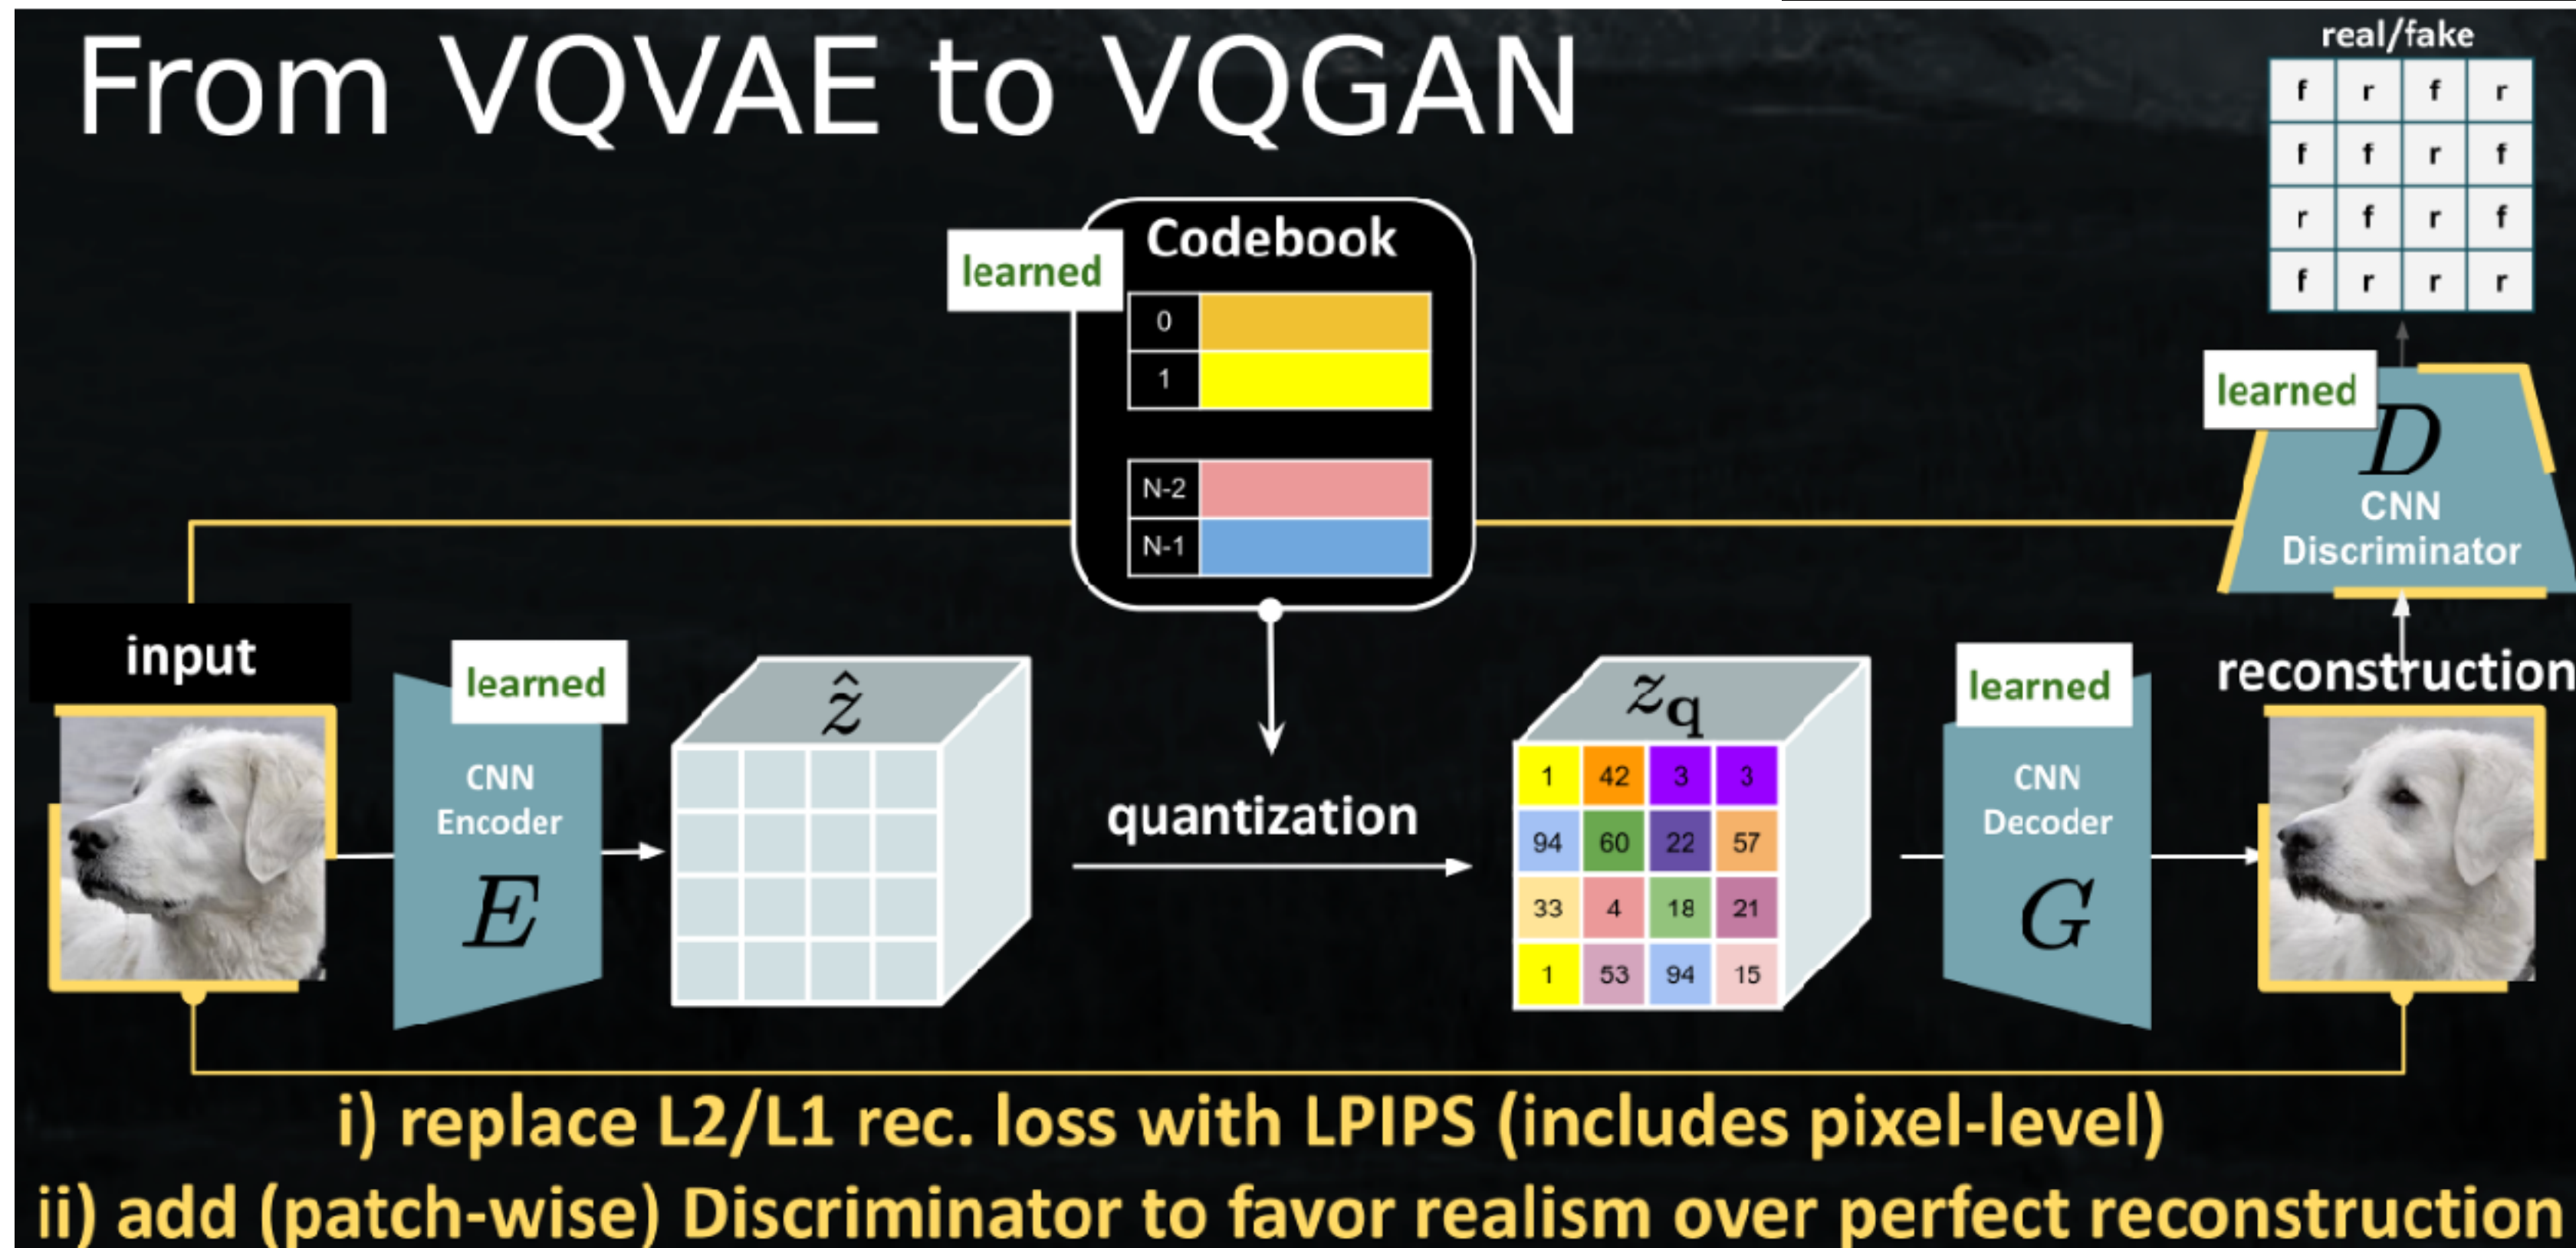 From VQVAE to VQGAN
real/fake
f r f r
f f r f
r f r f
f r r r
learned
Codebook
0
1
N-2
N-1
learned
D
CNN
Discriminator
input
learned
CNN
Encoder
E
ẑ
quantization
z_q
1 42 3 3
94 60 22 57
33 4 18 21
1 53 94 15
learned
CNN
Decoder
G
reconstruction
i) replace L2/L1 rec. loss with LPIPS (includes pixel-level)
ii) add (patch-wise) Discriminator to favor realism over perfect reconstruction